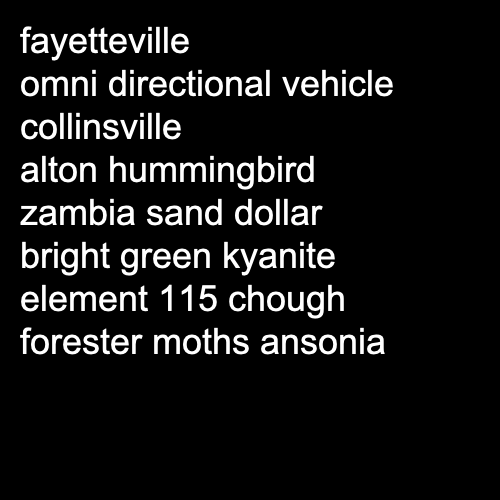 fayetteville
omni directional vehicle
collinsville
alton hummingbird
zambia sand dollar
bright green kyanite
element 115 chough
forester moths ansonia